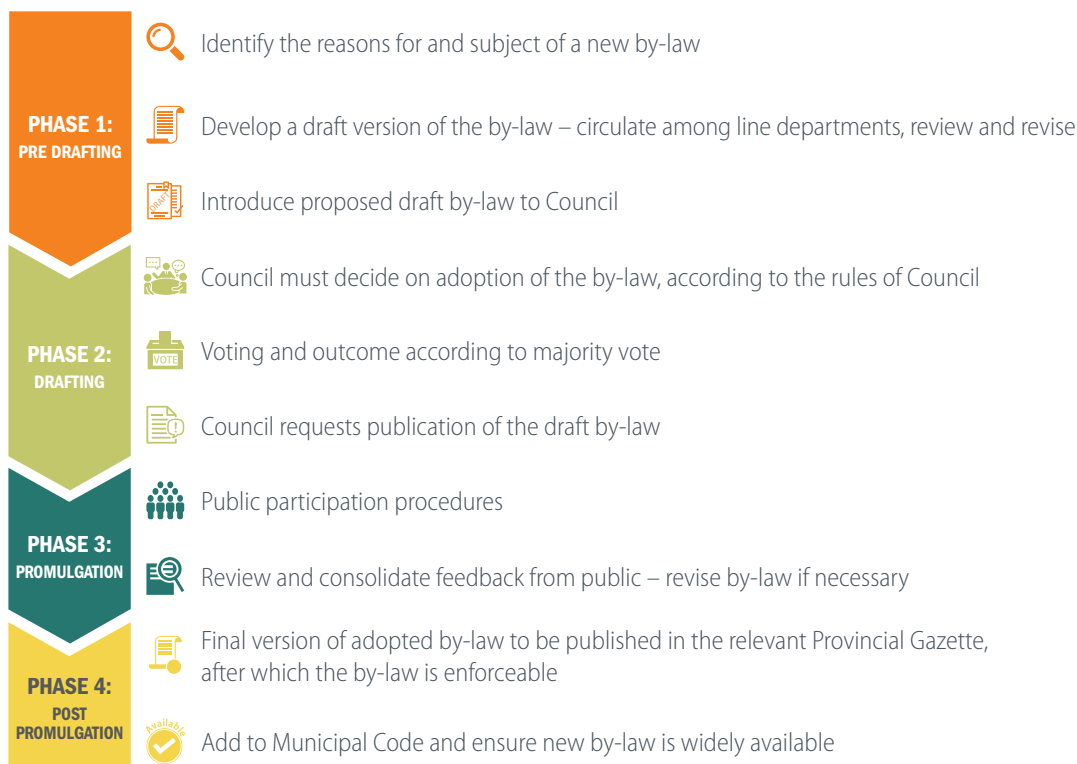 PHASE 1:
PRE DRAFTING
Identify the reasons for and subject of a new by-law
Develop a draft version of the by-law – circulate among line departments, review and revise
DRAFT
Introduce proposed draft by-law to Council
PHASE 2:
DRAFTING
Council must decide on adoption of the by-law, according to the rules of Council
VOTE
Voting and outcome according to majority vote
Council requests publication of the draft by-law
PHASE 3:
PROMULGATION
Public participation procedures
Review and consolidate feedback from public – revise by-law if necessary
PHASE 4:
POST
PROMULGATION
Final version of adopted by-law to be published in the relevant Provincial Gazette,
after which the by-law is enforceable
Available
Add to Municipal Code and ensure new by-law is widely available